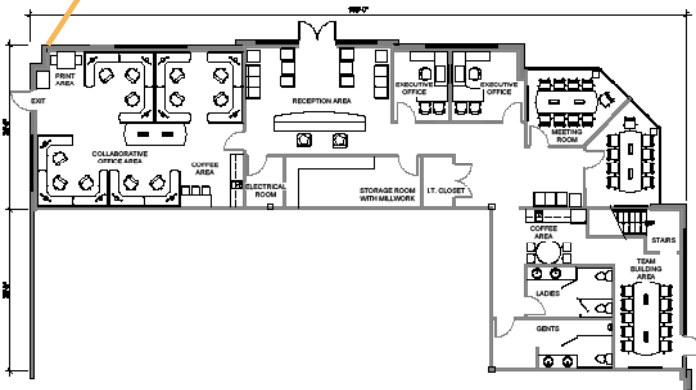 PRINT
AREA
EXIT
COLLABORATIVE
OFFICE AREA
COFFEE
AREA
RECEPTION AREA
ELECTRICAL
ROOM
STORAGE ROOM
WITH MILLWORK
I.T. CLOSET
EXECUTIVE
OFFICE
EXECUTIVE
OFFICE
MEETING
ROOM
COFFEE
AREA
STAIRS
TEAM
BUILDING
AREA
LADIES
GENTS